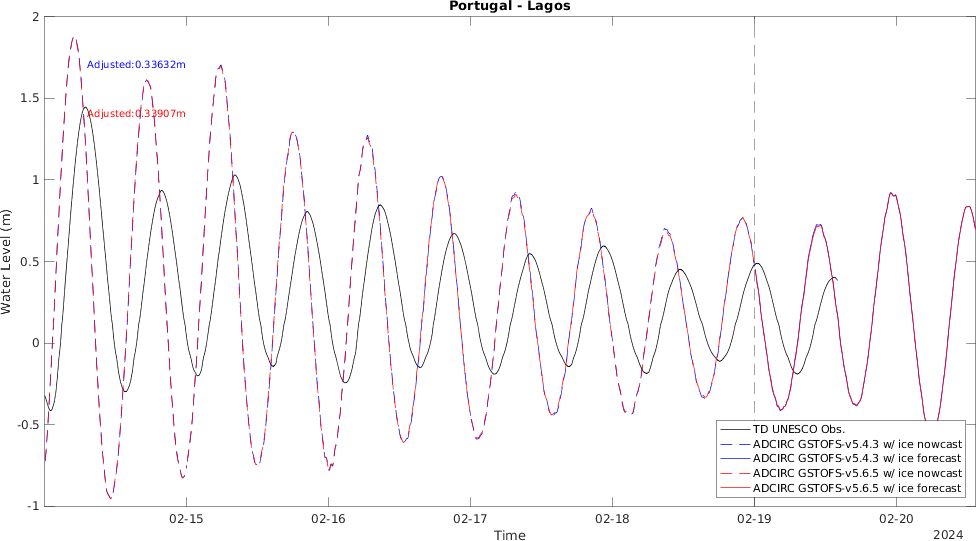 Portugal - Lagos
2
1.5
1
0.5
0
-0.5
-1
Water Level (m)
Adjusted:0.33632m
Adjusted:0.33907m
TD UNESCO Obs.
ADCIRC GSTOFS-v5.4.3 w/ ice nowcast
ADCIRC GSTOFS-v5.4.3 w/ ice forecast
ADCIRC GSTOFS-v5.6.5 w/ ice nowcast
ADCIRC GSTOFS-v5.6.5 w/ ice forecast
02-15 02-16 02-17 02-18 02-19 02-20
Time
2024